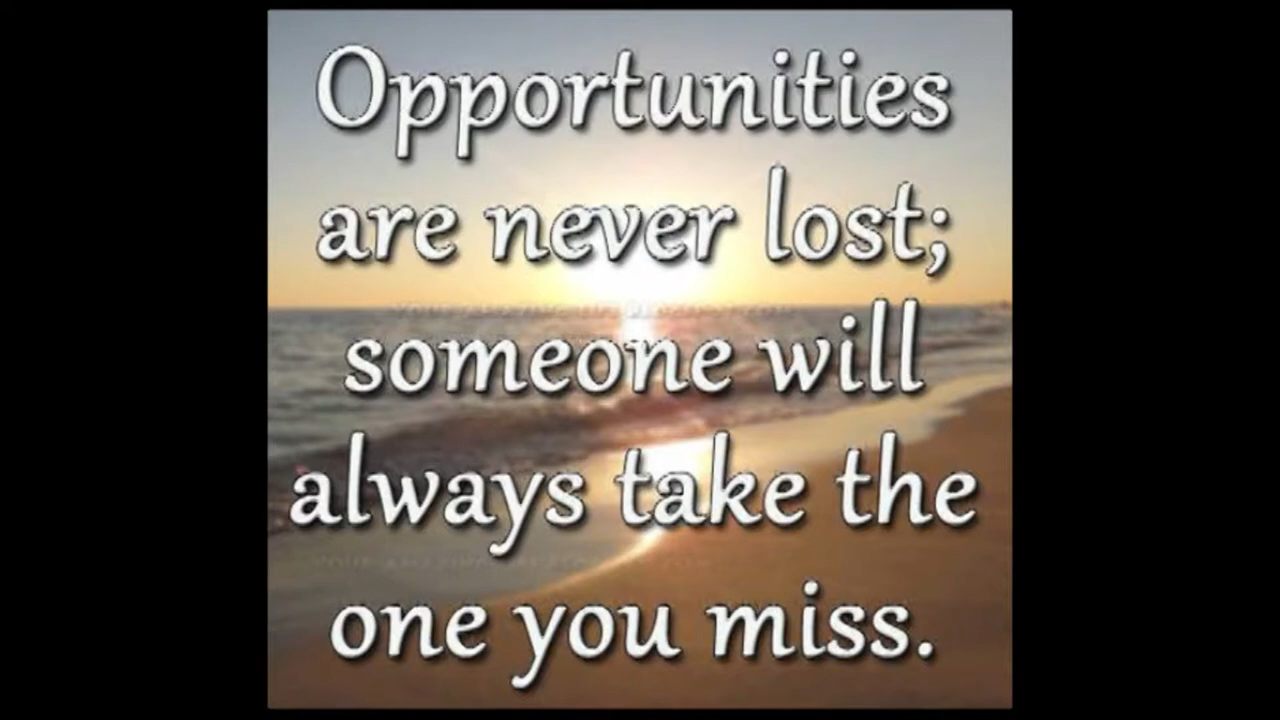 Opportunities
are never lost;
someone will
always take the
one you miss.